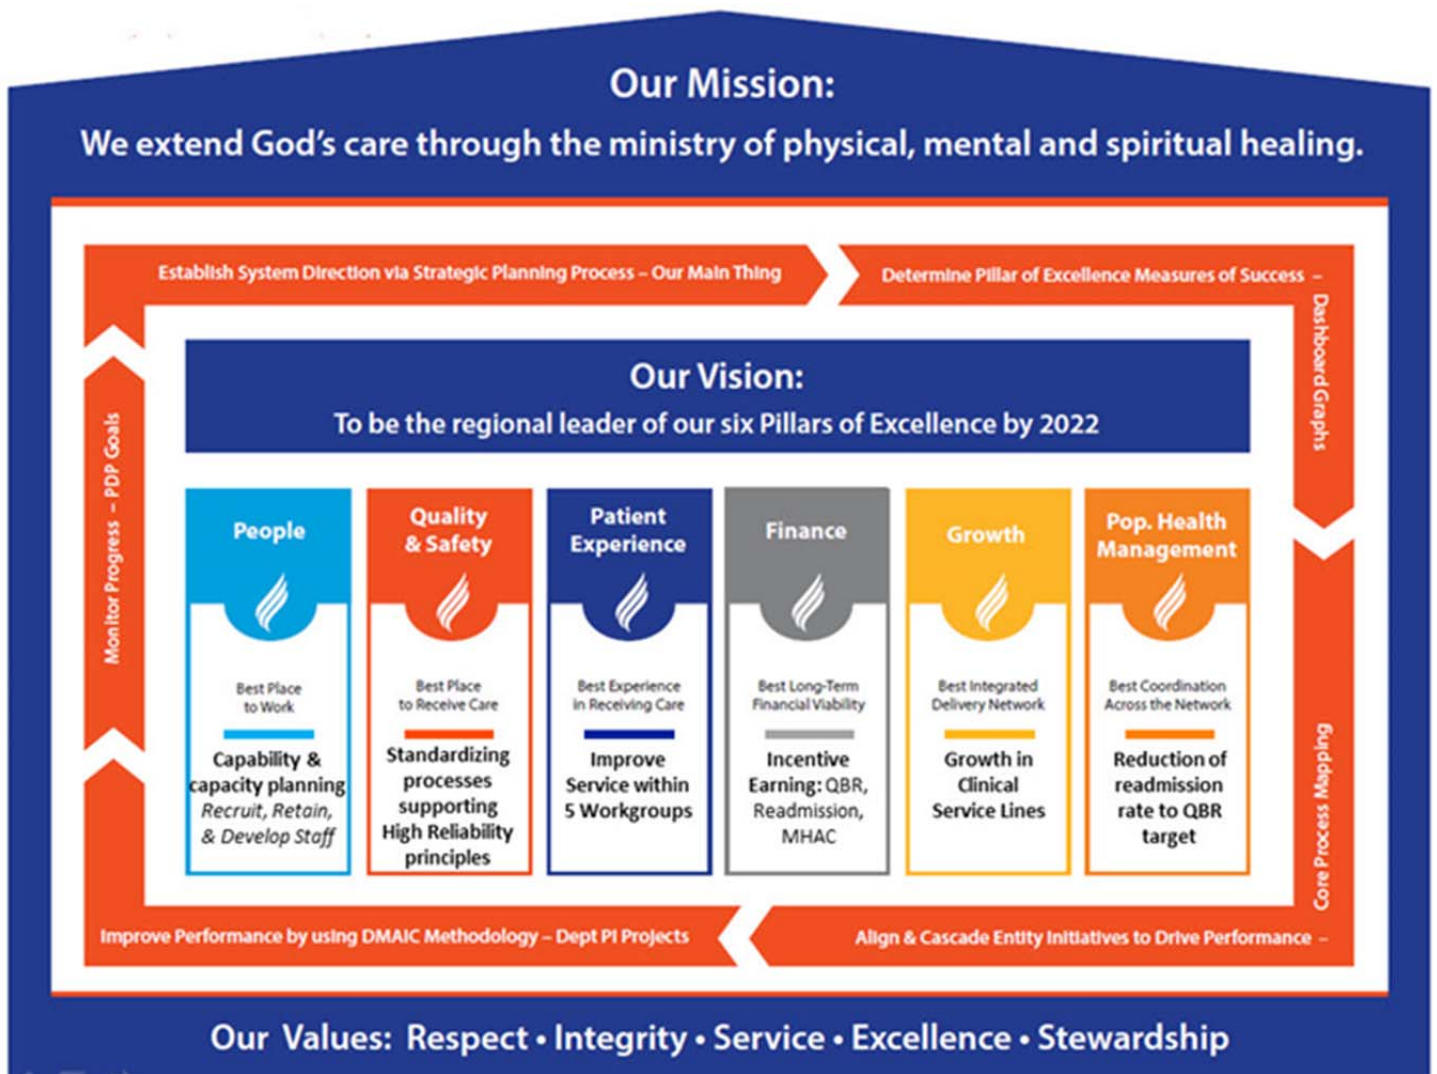 Our Mission:
We extend God's care through the ministry of physical, mental and spiritual healing.
Establish System Direction via Strategic Planning Process – Our Main Thing
Determine Pillar of Excellence Measures of Success –
Dashboard Graphs
Our Vision:
To be the regional leader of our six Pillars of Excellence by 2022
Monitor Progress – PDP Goals
People
Best Place
to Work
Capability &
capacity planning
Recruit, Retain,
& Develop Staff
Quality
& Safety
Best Place
to Receive Care
Standardizing
processes
supporting
High Reliability
principles
Patient
Experience
Best Experience
in Receiving Care
Improve
Service within
5 Workgroups
Finance
Best Long-Term
Financial Viability
Incentive
Earning: QBR,
Readmission,
MHAC
Growth
Best Integrated
Delivery Network
Growth in
Clinical
Service Lines
Pop. Health
Management
Best Coordination
Across the Network
Reduction of
readmission
rate to QBR
target
Core Process Mapping
Improve Performance by using DMAIC Methodology – Dept PI Projects
Align & Cascade Entity Initiatives to Drive Performance –
Our Values: Respect • Integrity • Service • Excellence • Stewardship